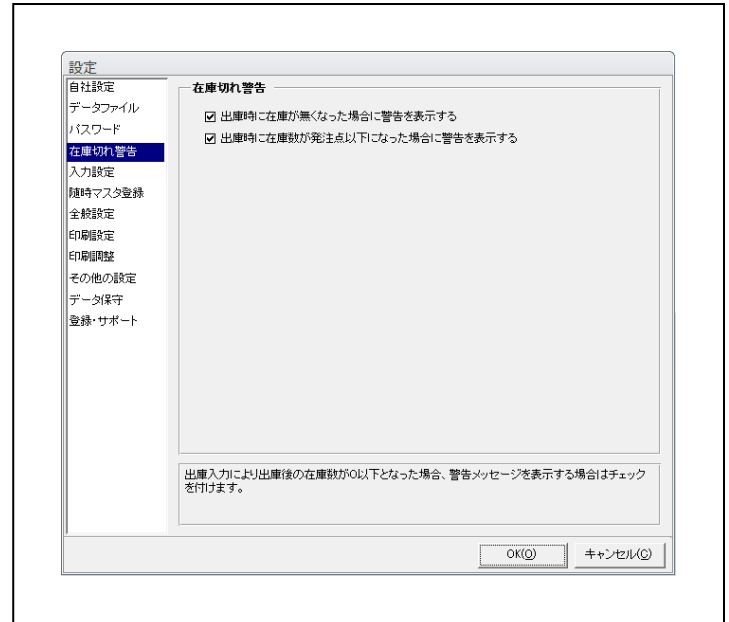 設定
自社設定
データファイル
パスワード
在庫切れ警告
入力設定
随時マスタ登録
全般設定
印刷設定
印刷調整
その他の設定
データ保守
登録・サポート
在庫切れ警告
出庫時に在庫が無くなった場合に警告を表示する
出庫時に在庫数が発注点以下になった場合に警告を表示する
出庫入力により出庫後の在庫数が0以下となった場合、警告メッセージを表示する場合はチェック
を付けます。
OK(O)
キャンセル(C)